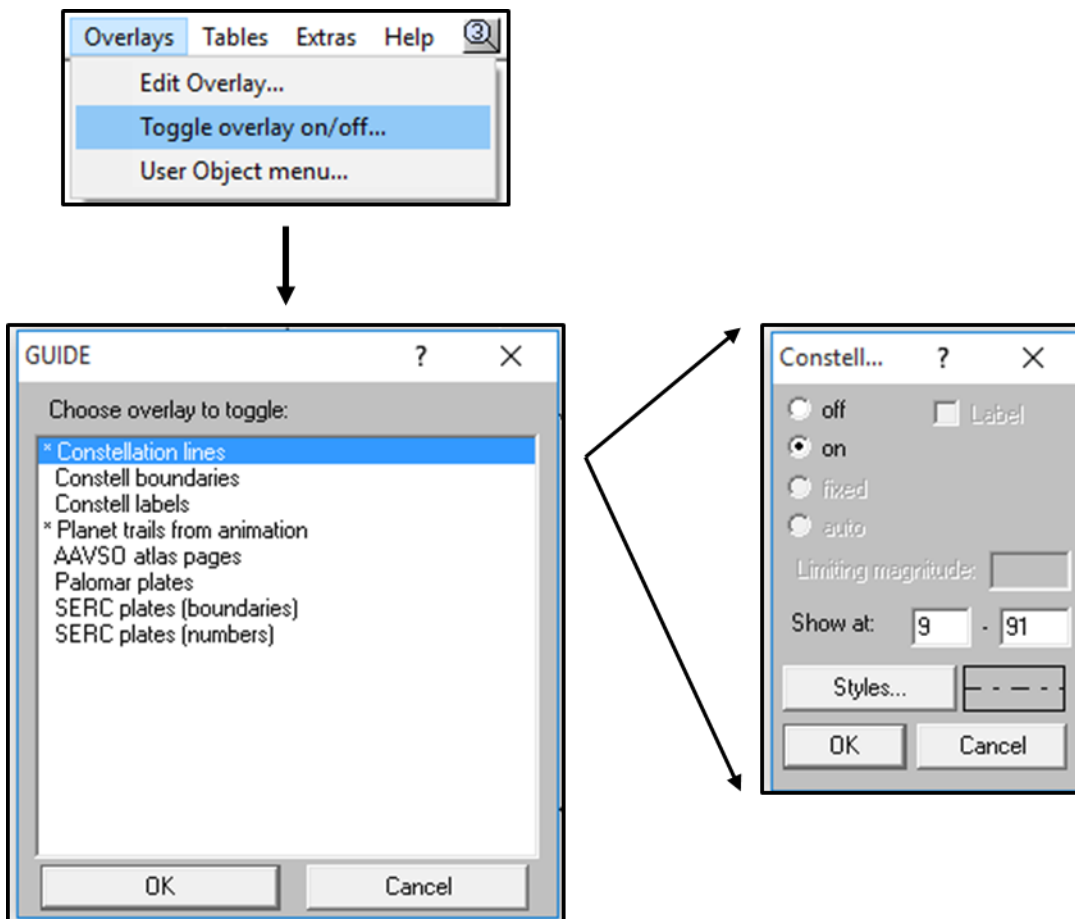 Overlays Tables Extras Help 3
Edit Overlay...
Toggle overlay on/off...
User Object menu...
GUIDE ? X
Choose overlay to toggle:
* Constellation lines
Constell boundaries
Constell labels
* Planet trails from animation
AAVSO atlas pages
Palomar plates
SERC plates (boundaries)
SERC plates (numbers)
OK Cancel
Constell... ? X
off Label
on
fixed
auto
Limiting magnitude:
Show at: 9 - 91
Styles...
OK Cancel